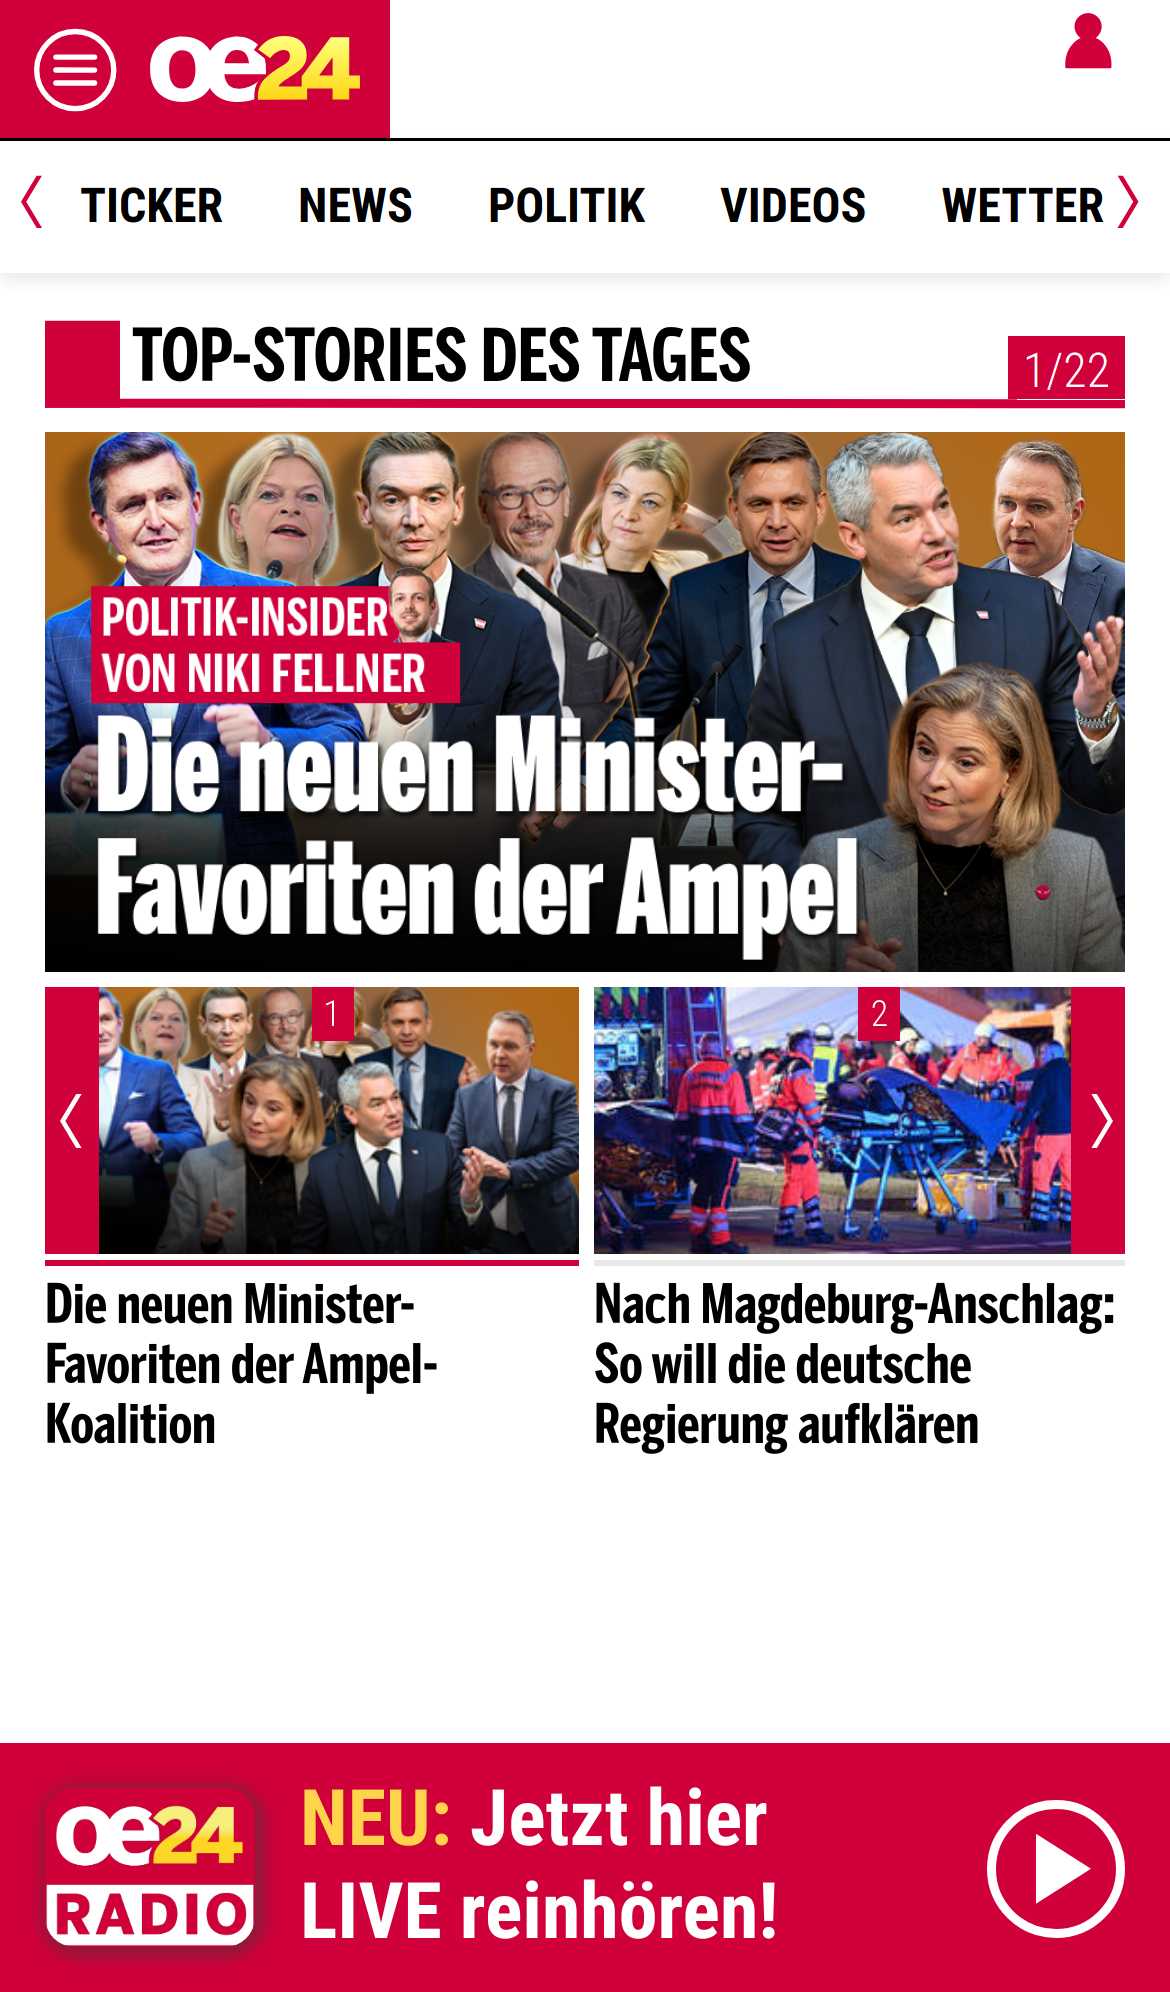 oe24
TICKER NEWS POLITIK VIDEOS WETTER
TOP-STORIES DES TAGES
1/22
POLITIK-INSIDER
VON NIKI FELLNER
Die neuen Minister-
Favoriten der Ampel
1
2
Die neuen Minister-
Favoriten der Ampel-
Koalition
Nach Magdeburg-Anschlag:
So will die deutsche
Regierung aufklären
oe24
RADIO
NEU: Jetzt hier
LIVE reinhören!